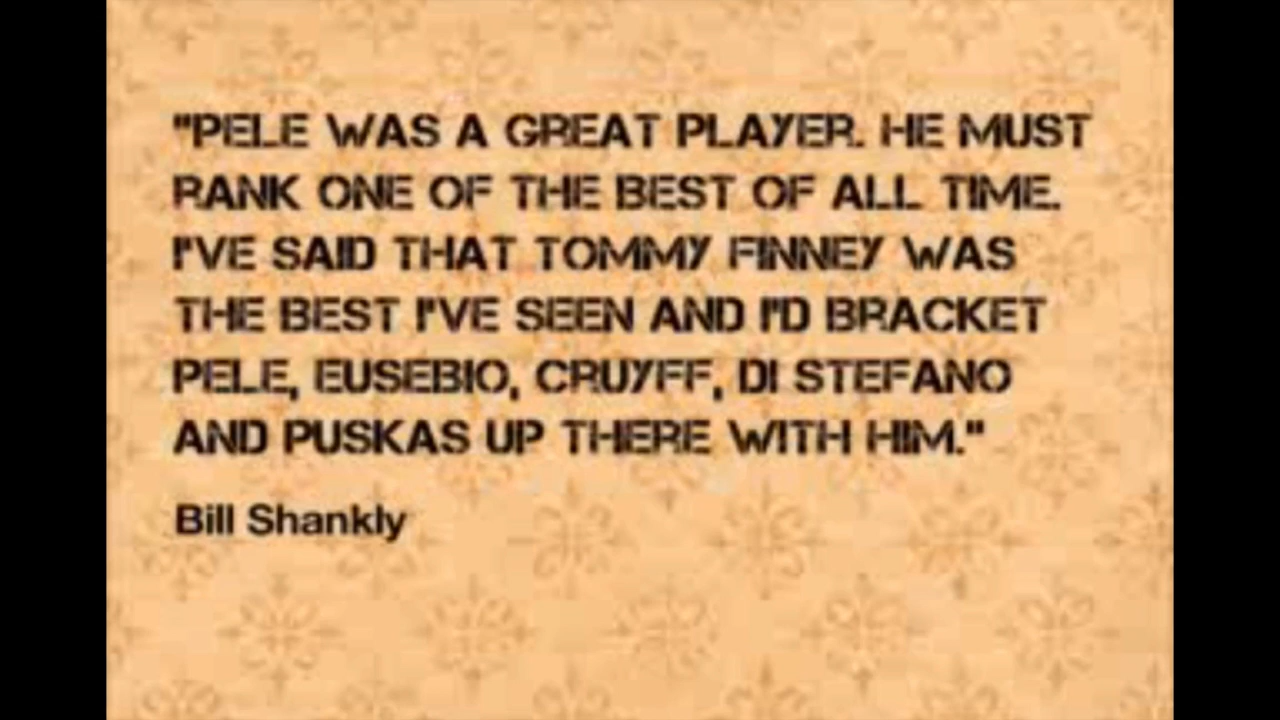 "PELE WAS A GREAT PLAYER. HE MUST
RANK ONE OF THE BEST OF ALL TIME.
I'VE SAID THAT TOMMY FINNEY WAS
THE BEST I'VE SEEN AND I'D BRACKET
PELE, EUSEBIO, CRUYFF, DI STEFANO
AND PUSKAS UP THERE WITH HIM."
Bill Shankly